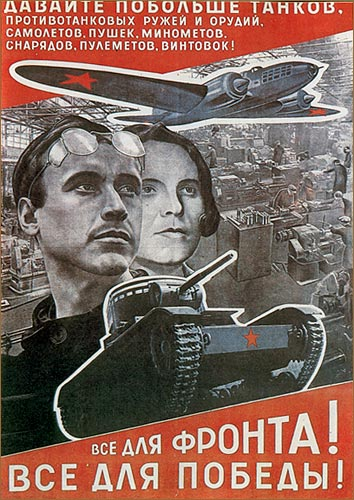 ДАВАЙТЕ ПОБОЛЬШЕ ТАНКОВ,
ПРОТИВОТАНКОВЫХ РУЖЕЙ И ОРУДИЙ,
САМОЛЕТОВ, ПУШЕК, МИНОМЕТОВ,
СНАРЯДОВ, ПУЛЕМЕТОВ, ВИНТОВОК!
ВСЕ ДЛЯ ФРОНТА!
ВСЕ ДЛЯ ПОБЕДЫ!